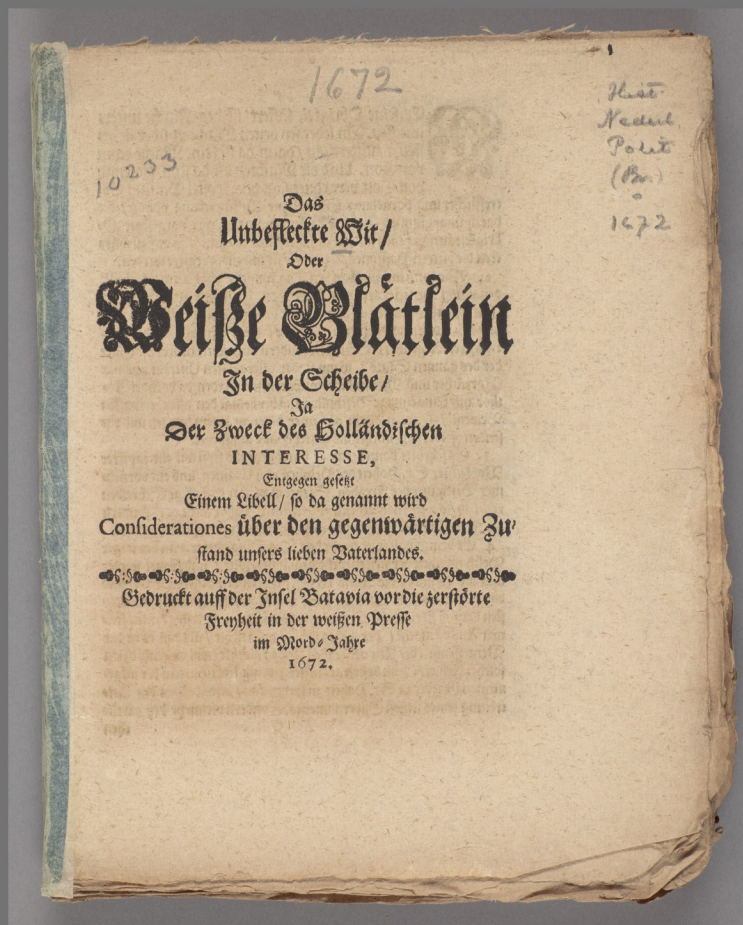 1672
Hist.
Nederl
Polit
(Br.)
1672
10233
Das
Unbefleckte Wit/
Oder
Weiße Blätlein
In der Scheibe/
Ja
Der Zweck des Holländischen
INTERESSE,
Entgegen gesetzt
Einem Libell/ so da genannt wird
Considerationes über den gegenwärtigen Zu-
stand unsers lieben Vaterlandes.
Gedruckt auff der Insel Batavia vor die zerstörte
Freyheit in der weißen Presse
im Mord-Jahre
1672.